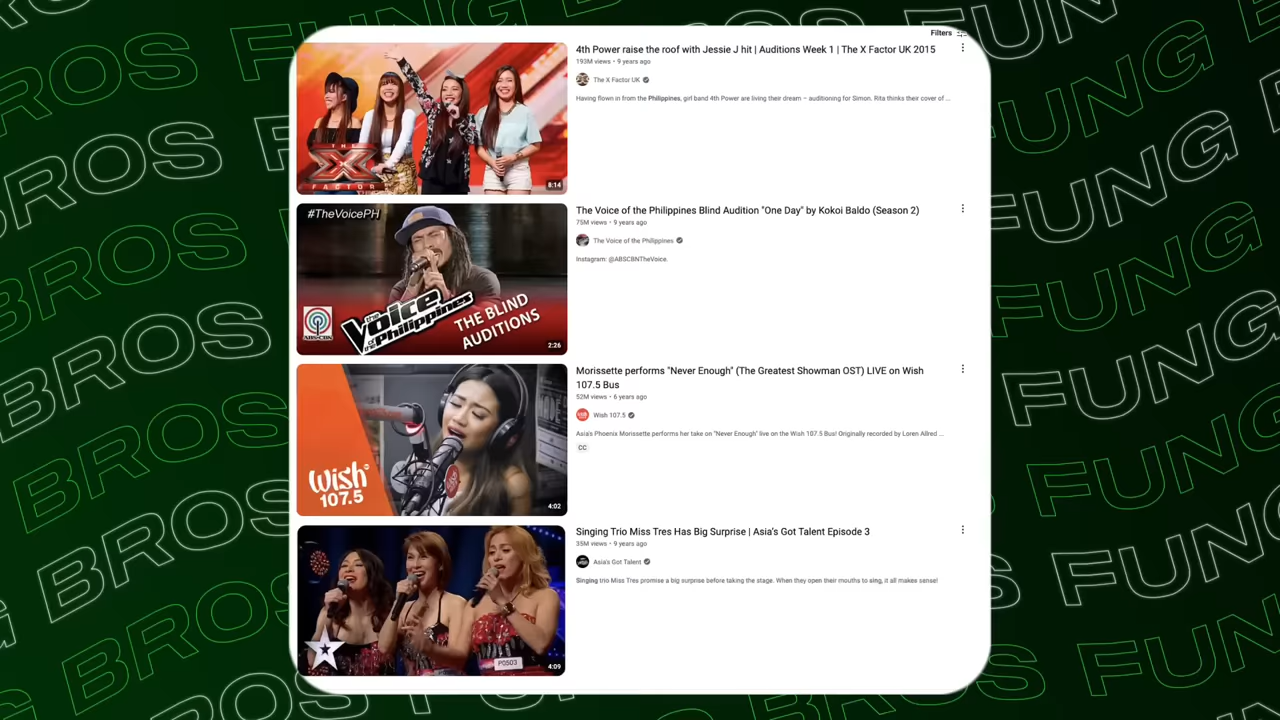 Filters
4th Power raise the roof with Jessie J hit | Auditions Week 1 | The X Factor UK 2015
193M views • 9 years ago
The X Factor UK
Having flown in from the Philippines, girl band 4th Power are living their dream – auditioning for Simon. Rita thinks their cover of ...
THE
X
FACTOR
8:14
#TheVoicePH
The Voice of the Philippines Blind Audition "One Day" by Kokoi Baldo (Season 2)
75M views • 9 years ago
The Voice of the Philippines
Instagram: @ABSCBNTheVoice.
the Voice of the Philippines
THE BLIND
AUDITIONS
ABS-CBN
2:26
Morissette performs "Never Enough" (The Greatest Showman OST) LIVE on Wish
107.5 Bus
52M views • 6 years ago
Wish 107.5
Asia's Phoenix Morissette performs her take on "Never Enough" live on the Wish 107.5 Bus! Originally recorded by Loren Allred ...
CC
wish
107.5
4:02
Singing Trio Miss Tres Has Big Surprise | Asia's Got Talent Episode 3
35M views • 9 years ago
Asia's Got Talent
Singing trio Miss Tres promise a big surprise before taking the stage. When they open their mouths to sing, it all makes sense!
P0503
4:09
FUNG BROS